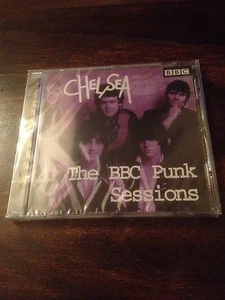 CHELSEA
BBC
The BBC Punk
Sessions